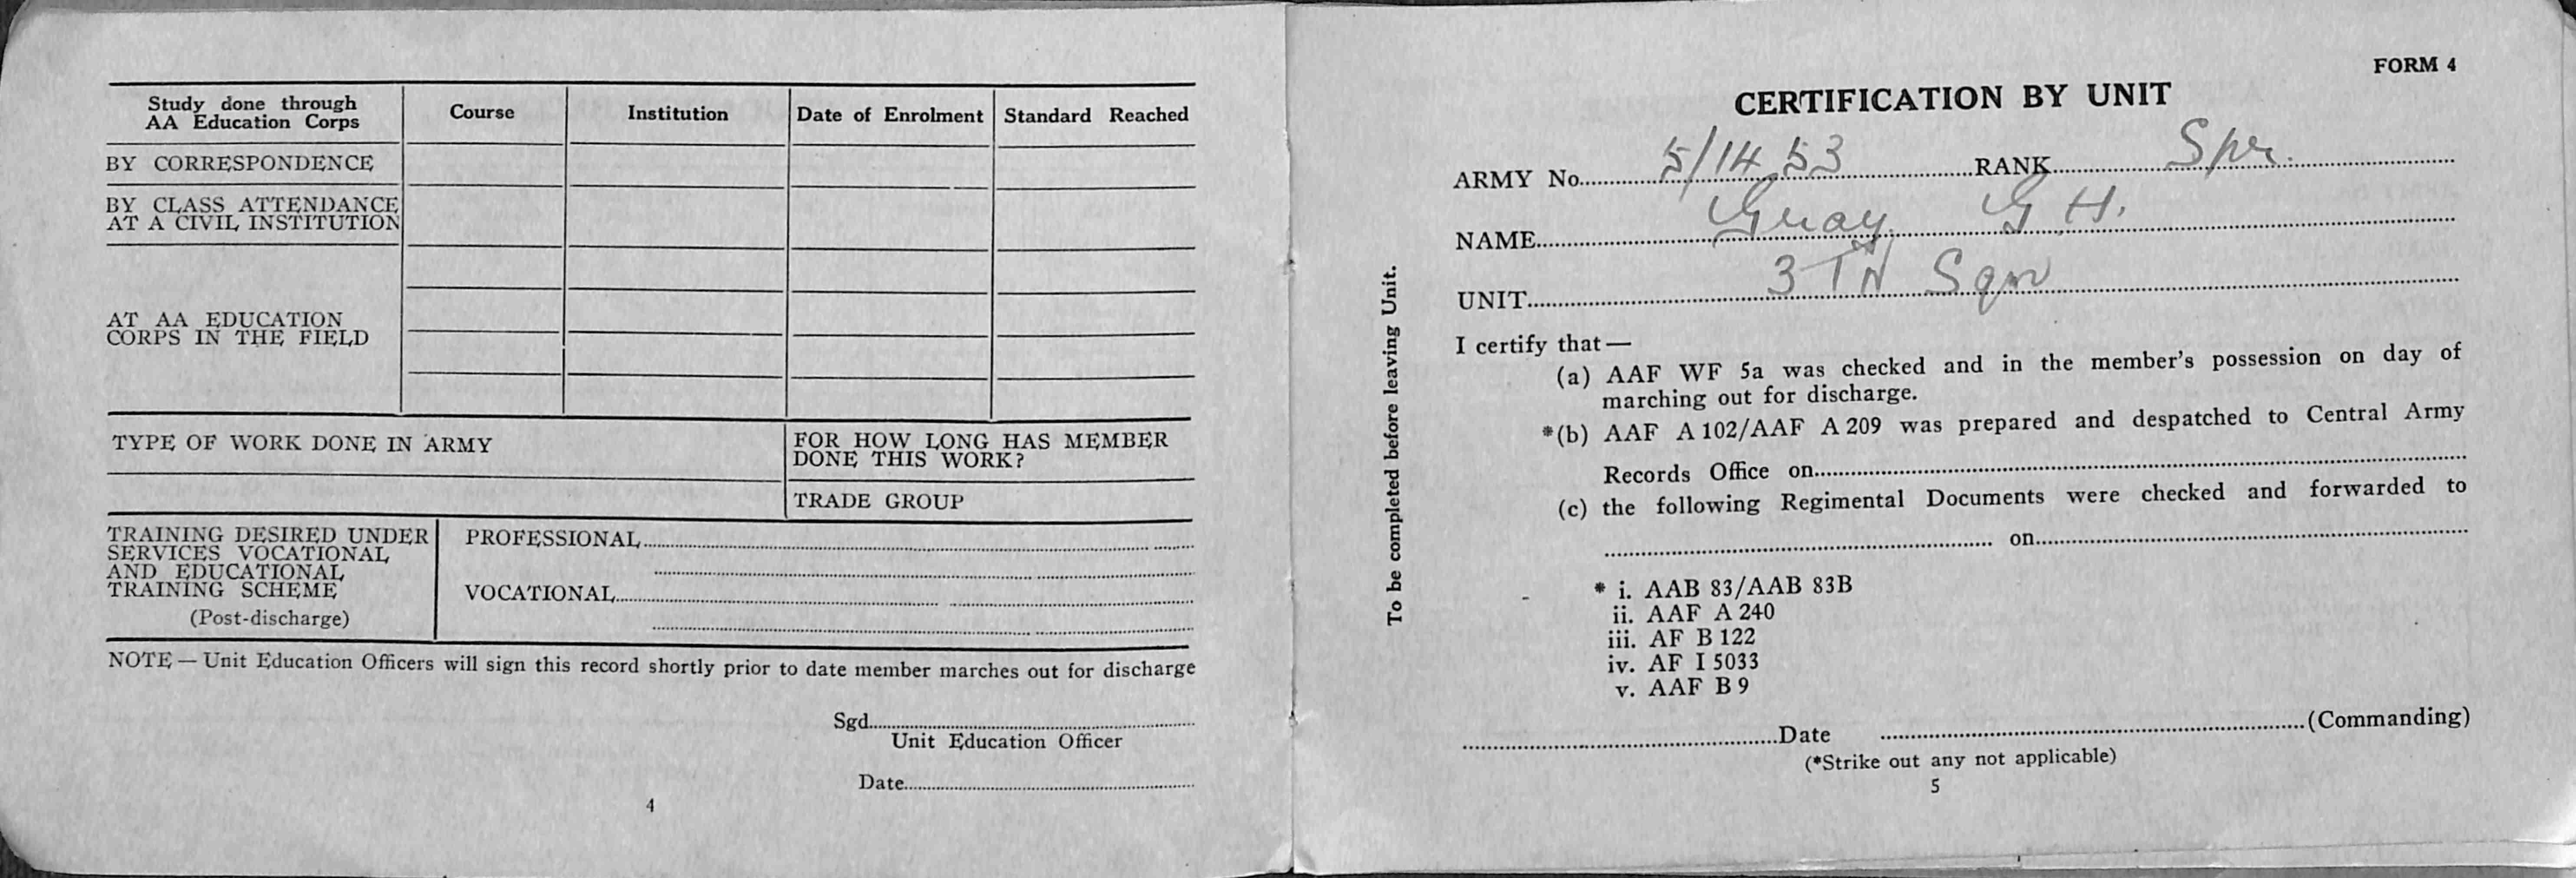 Study done through
AA Education Corps
Course
Institution
Date of Enrolment
Standard Reached
BY CORRESPONDENCE
BY CLASS ATTENDANCE
AT A CIVIL INSTITUTION
AT AA EDUCATION
CORPS IN THE FIELD
TYPE OF WORK DONE IN ARMY
FOR HOW LONG HAS MEMBER
DONE THIS WORK?
TRADE GROUP
TRAINING DESIRED UNDER
SERVICES VOCATIONAL
AND EDUCATIONAL
TRAINING SCHEME
(Post-discharge)
PROFESSIONAL
VOCATIONAL
NOTE — Unit Education Officers will sign this record shortly prior to date member marches out for discharge
Sgd.
Unit Education Officer
Date
4
FORM 4
CERTIFICATION BY UNIT
ARMY No. 5/1453 RANK Spr.
NAME G H.
UNIT 3 Sqn
To be completed before leaving Unit.
I certify that —
(a) AAF WF 5a was checked and in the member's possession on day of
marching out for discharge.
*(b) AAF A 102/AAF A 209 was prepared and despatched to Central Army
Records Office on
(c) the following Regimental Documents were checked and forwarded to
on
* i. AAB 83/AAB 83B
ii. AAF A 240
iii. AF B 122
iv. AF I 5033
v. AAF B 9
Date (Commanding)
(*Strike out any not applicable)
5